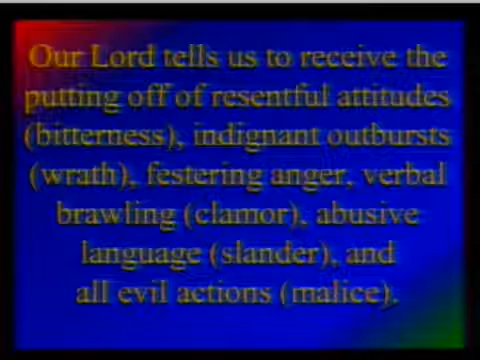 Our Lord tells us to receive the
putting off of resentful attitudes
(bitterness), indignant outbursts
(wrath), festering anger, verbal
brawling (clamor), abusive
language (slander), and
all evil actions (malice).